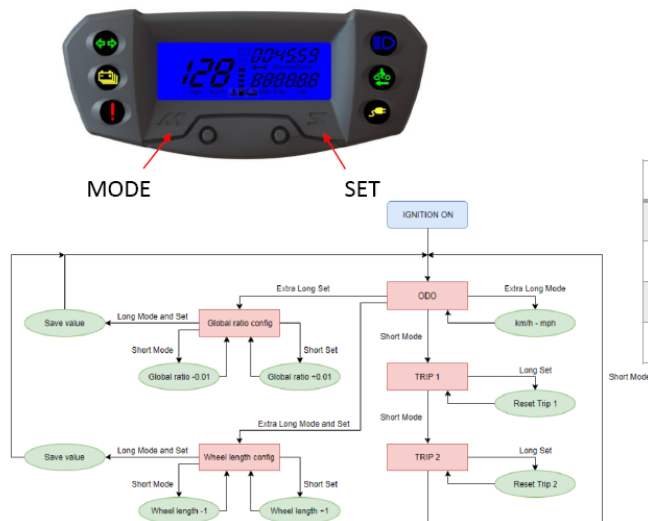 128
0004559
888888
MODE
SET
IGNITION ON
ODO
Extra Long Set
Extra Long Mode
Save value
Long Mode and Set
Global ratio config
km/h - mph
Short Mode
Short Mode
Short Set
Global ratio -0.01
Global ratio +0.01
TRIP 1
Long Set
Reset Trip 1
Short Mode
Short Mode
Extra Long Mode and Set
Save value
Long Mode and Set
Wheel length config
TRIP 2
Long Set
Reset Trip 2
Short Mode
Short Set
Wheel length -1
Wheel length +1